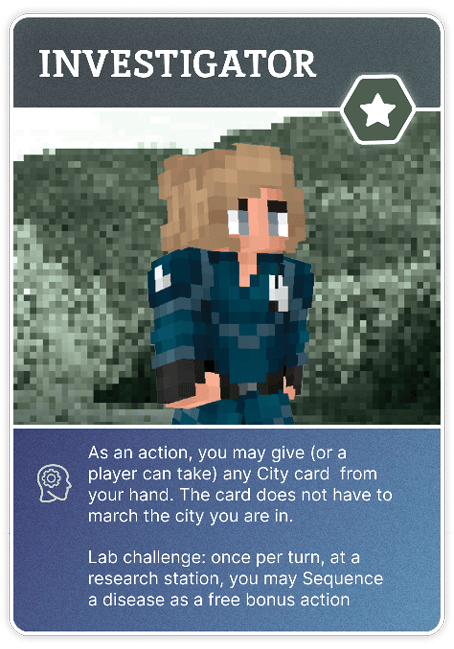 INVESTIGATOR
As an action, you may give (or a
player can take) any City card from
your hand. The card does not have to
march the city you are in.
Lab challenge: once per turn, at a
research station, you may Sequence
a disease as a free bonus action